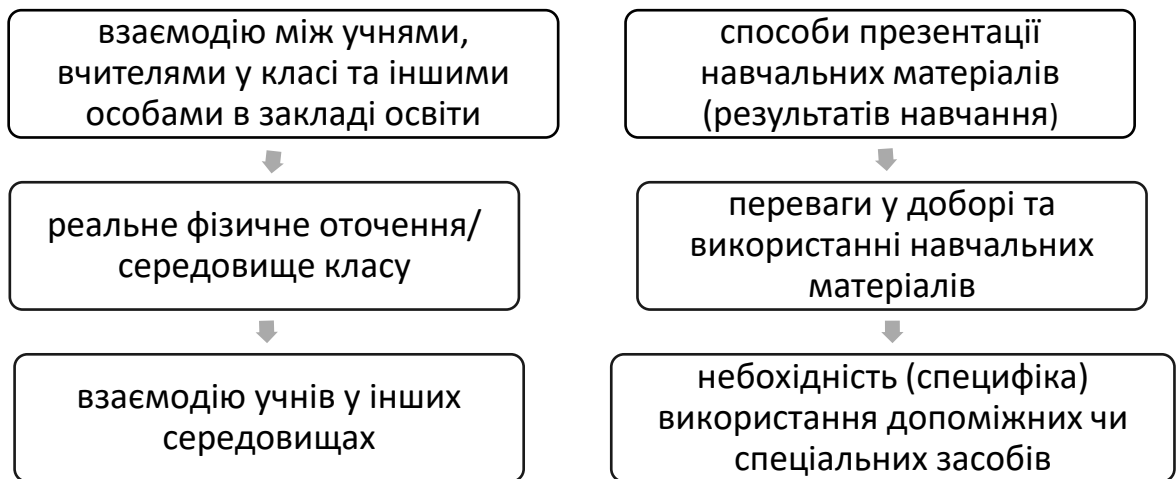 взаємодію між учнями,
вчителями у класі та іншими
особами в закладі освіти
реальне фізичне оточення/
середовище класу
взаємодію учнів у інших
середовищах
способи презентації
навчальних матеріалів
(результатів навчання)
переваги у доборі та
використанні навчальних
матеріалів
небохідність (специфіка)
використання допоміжних чи
спеціальних засобів